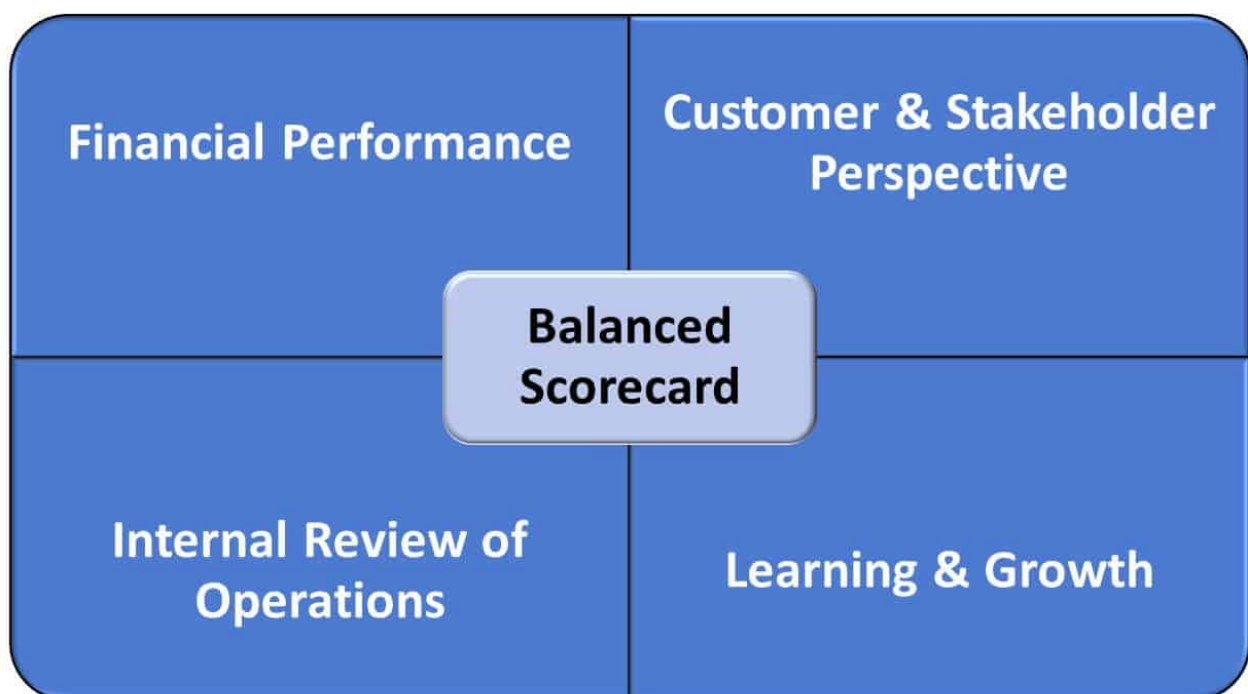 Financial Performance
Customer & Stakeholder
Perspective
Balanced
Scorecard
Internal Review of
Operations
Learning & Growth